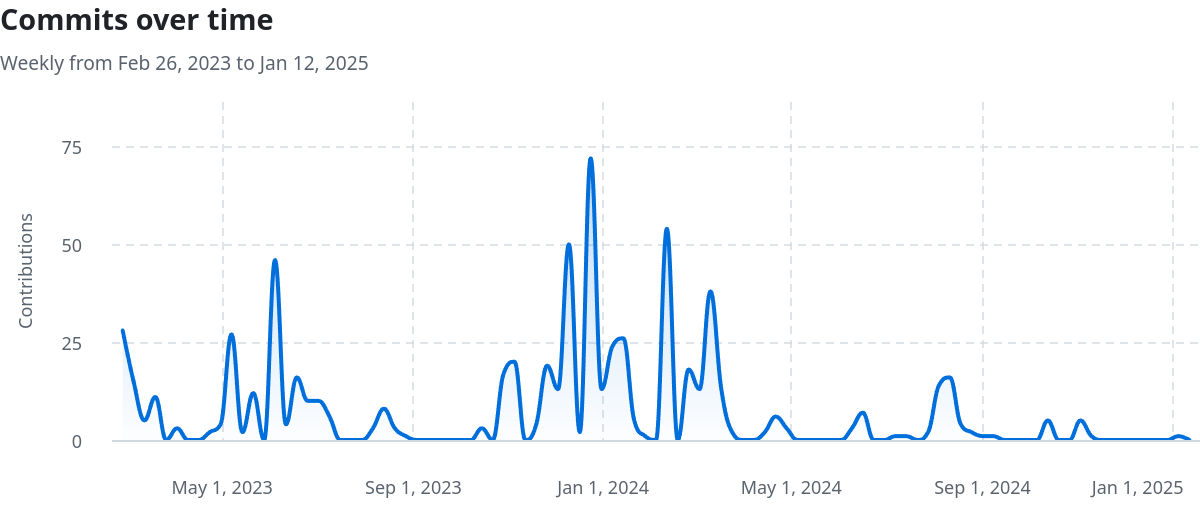 Commits over time
Weekly from Feb 26, 2023 to Jan 12, 2025
Contributions
75
50
25
0
May 1, 2023
Sep 1, 2023
Jan 1, 2024
May 1, 2024
Sep 1, 2024
Jan 1, 2025